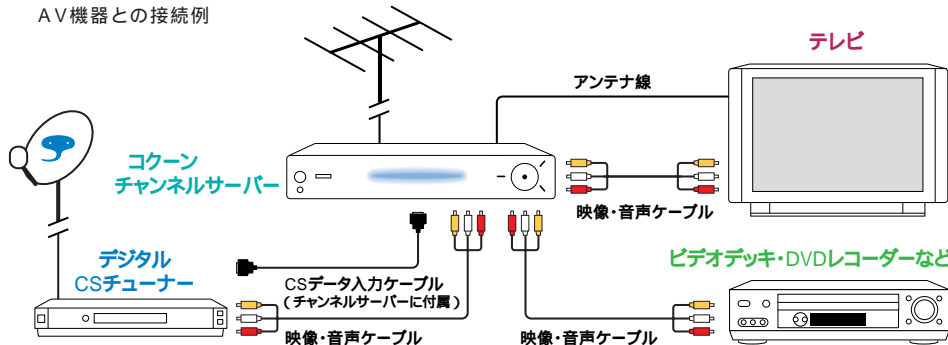 AV機器との接続例
テレビ
アンテナ線
コクーン
チャンネルサーバー
映像・音声ケーブル
デジタル
CSチューナー
CSデータ入力ケーブル
(チャンネルサーバーに付属)
ビデオデッキ・DVDレコーダーなど
映像・音声ケーブル
映像・音声ケーブル